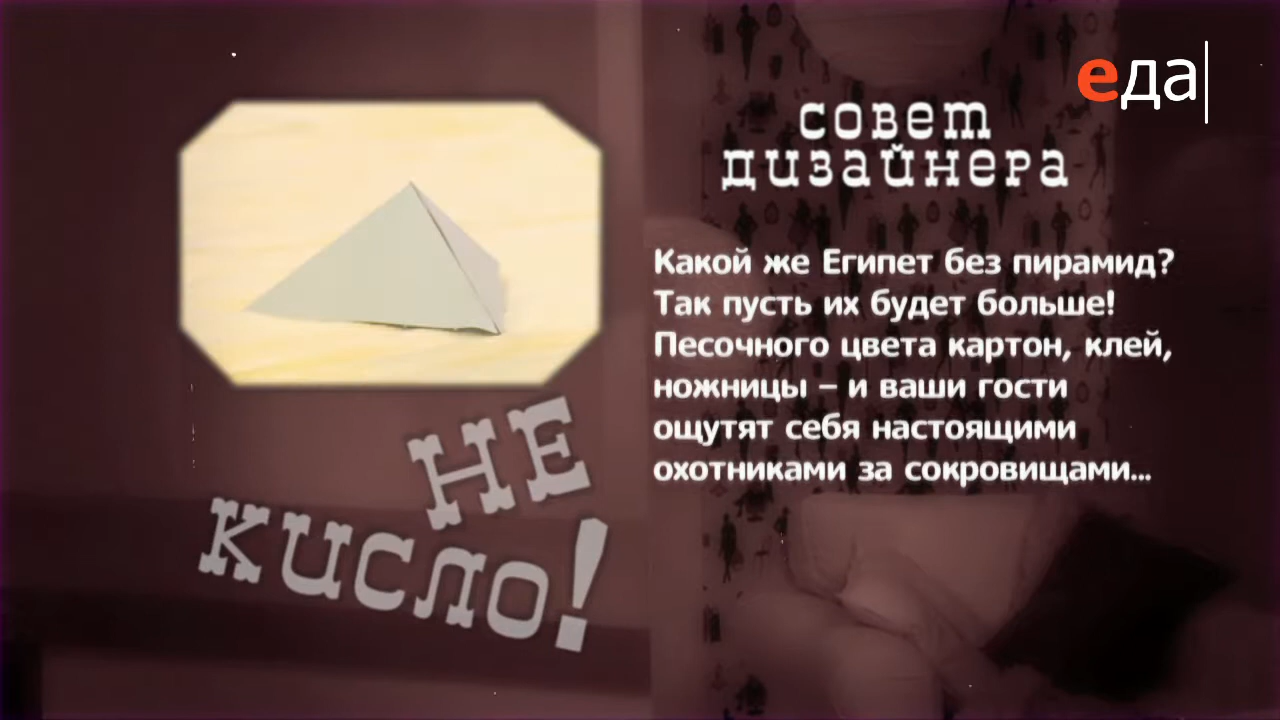 еда
совет
дизайнера
Какой же Египет без пирамид?
Так пусть их будет больше!
Песочного цвета картон, клей,
ножницы – и ваши гости
ощутят себя настоящими
охотниками за сокровищами...
НЕ
кисло!